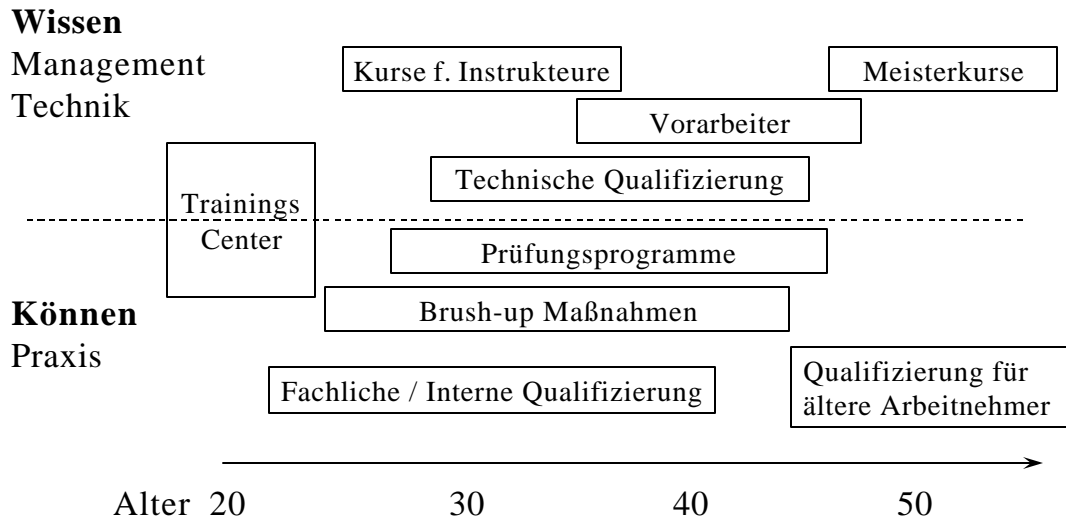 Wissen
Management
Technik
Kurse f. Instrukteure
Meisterkurse
Vorarbeiter
Technische Qualifizierung
Trainings
Center
Prüfungsprogramme
Können
Praxis
Brush-up Maßnahmen
Fachliche / Interne Qualifizierung
Qualifizierung für
ältere Arbeitnehmer
Alter 20 30 40 50